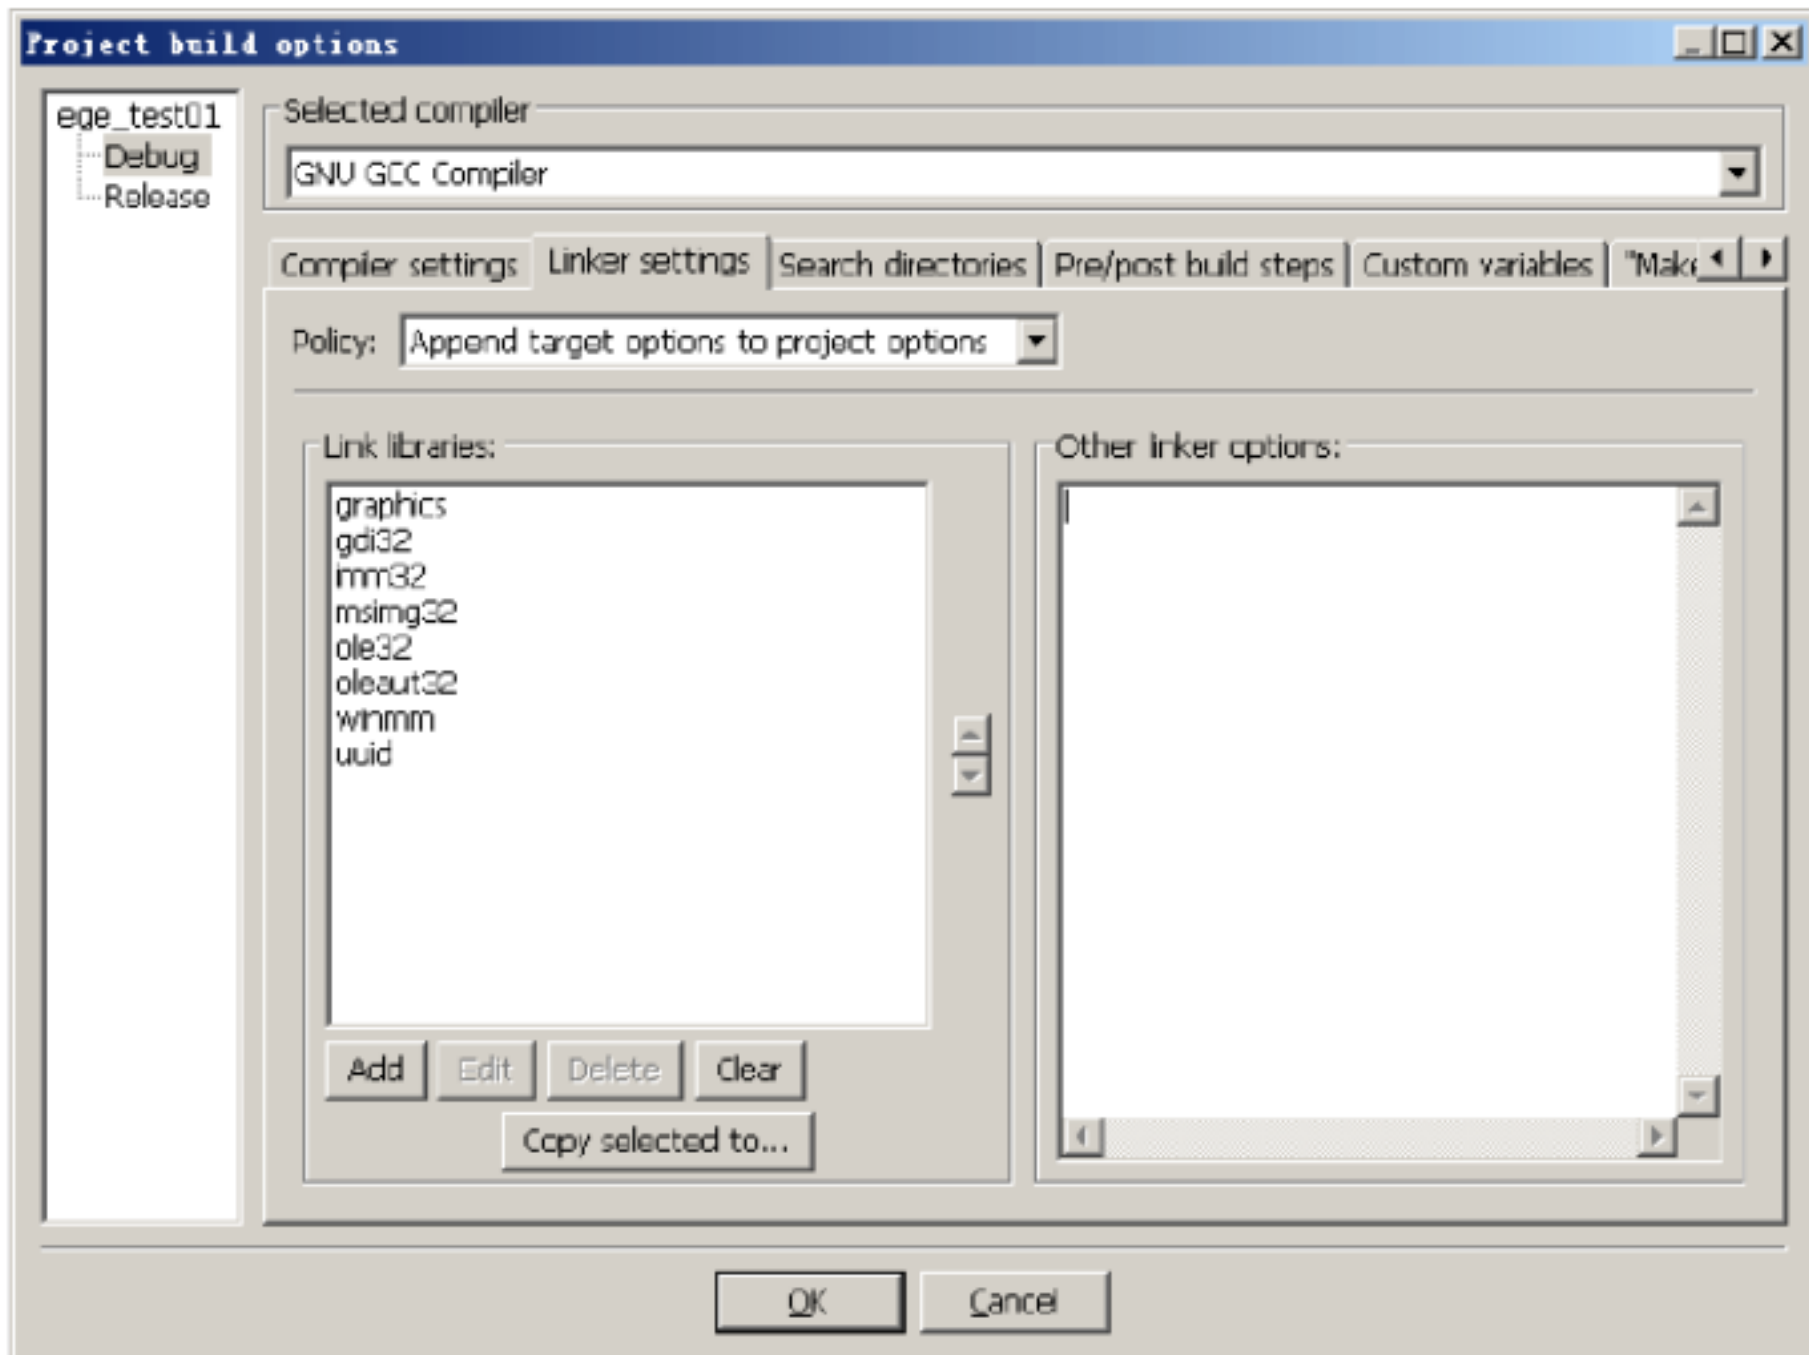 Project build options
ege_test01
Debug
Release
Selected compiler
GNU GCC Compiler
Compiler settings
Linker settings
Search directories
Pre/post build steps
Custom variables
"Make
Policy:
Append target options to project options
Link libraries:
graphics
gdi32
imm32
msimg32
ole32
oleaut32
winmm
uuid
Add
Edit
Delete
Clear
Copy selected to...
Other linker options:
OK
Cancel